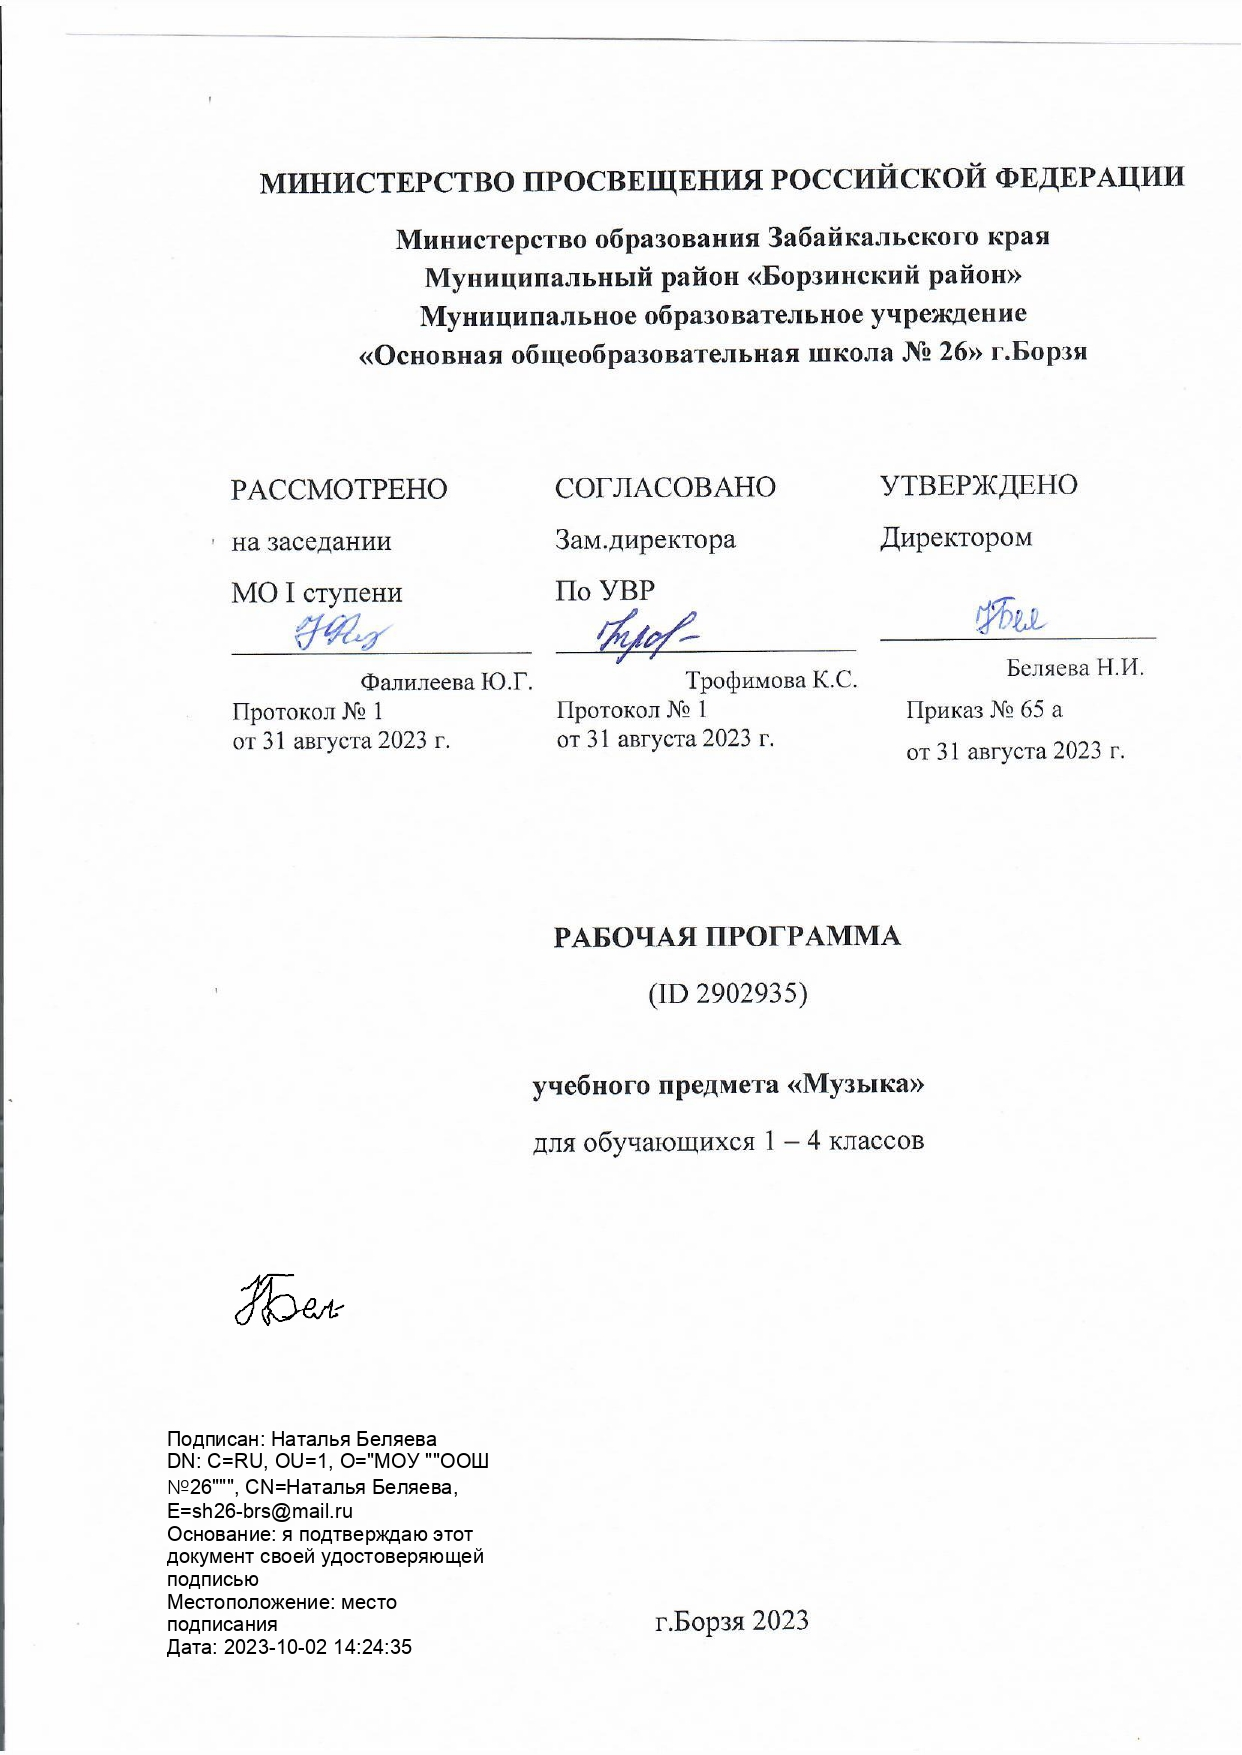 МИНИСТЕРСТВО ПРОСВЕЩЕНИЯ РОССИЙСКОЙ ФЕДЕРАЦИИ
Министерство образования Забайкальского края
Муниципальный район «Борзинский район»
Муниципальное образовательное учреждение
«Основная общеобразовательная школа № 26» г.Борзя
РАССМОТРЕНО
на заседании
МО I ступени
Фалилеева Ю.Г.
Протокол № 1
от 31 августа 2023 г.
СОГЛАСОВАНО
Зам.директора
По УВР
Трофимова К.С.
Протокол № 1
от 31 августа 2023 г.
УТВЕРЖДЕНО
Директором
Беляева Н.И.
Приказ № 65 а
от 31 августа 2023 г.
РАБОЧАЯ ПРОГРАММА
(ID 2902935)
учебного предмета «Музыка»
для обучающихся 1 – 4 классов
Подписан: Наталья Беляева
DN: C=RU, OU=1, O="МОУ ""ООШ
№26""", CN=Наталья Беляева,
E=sh26-brs@mail.ru
Основание: я подтверждаю этот
документ своей удостоверяющей
подписью
Местоположение: место
подписания
Дата: 2023-10-02 14:24:35
г.Борзя 2023